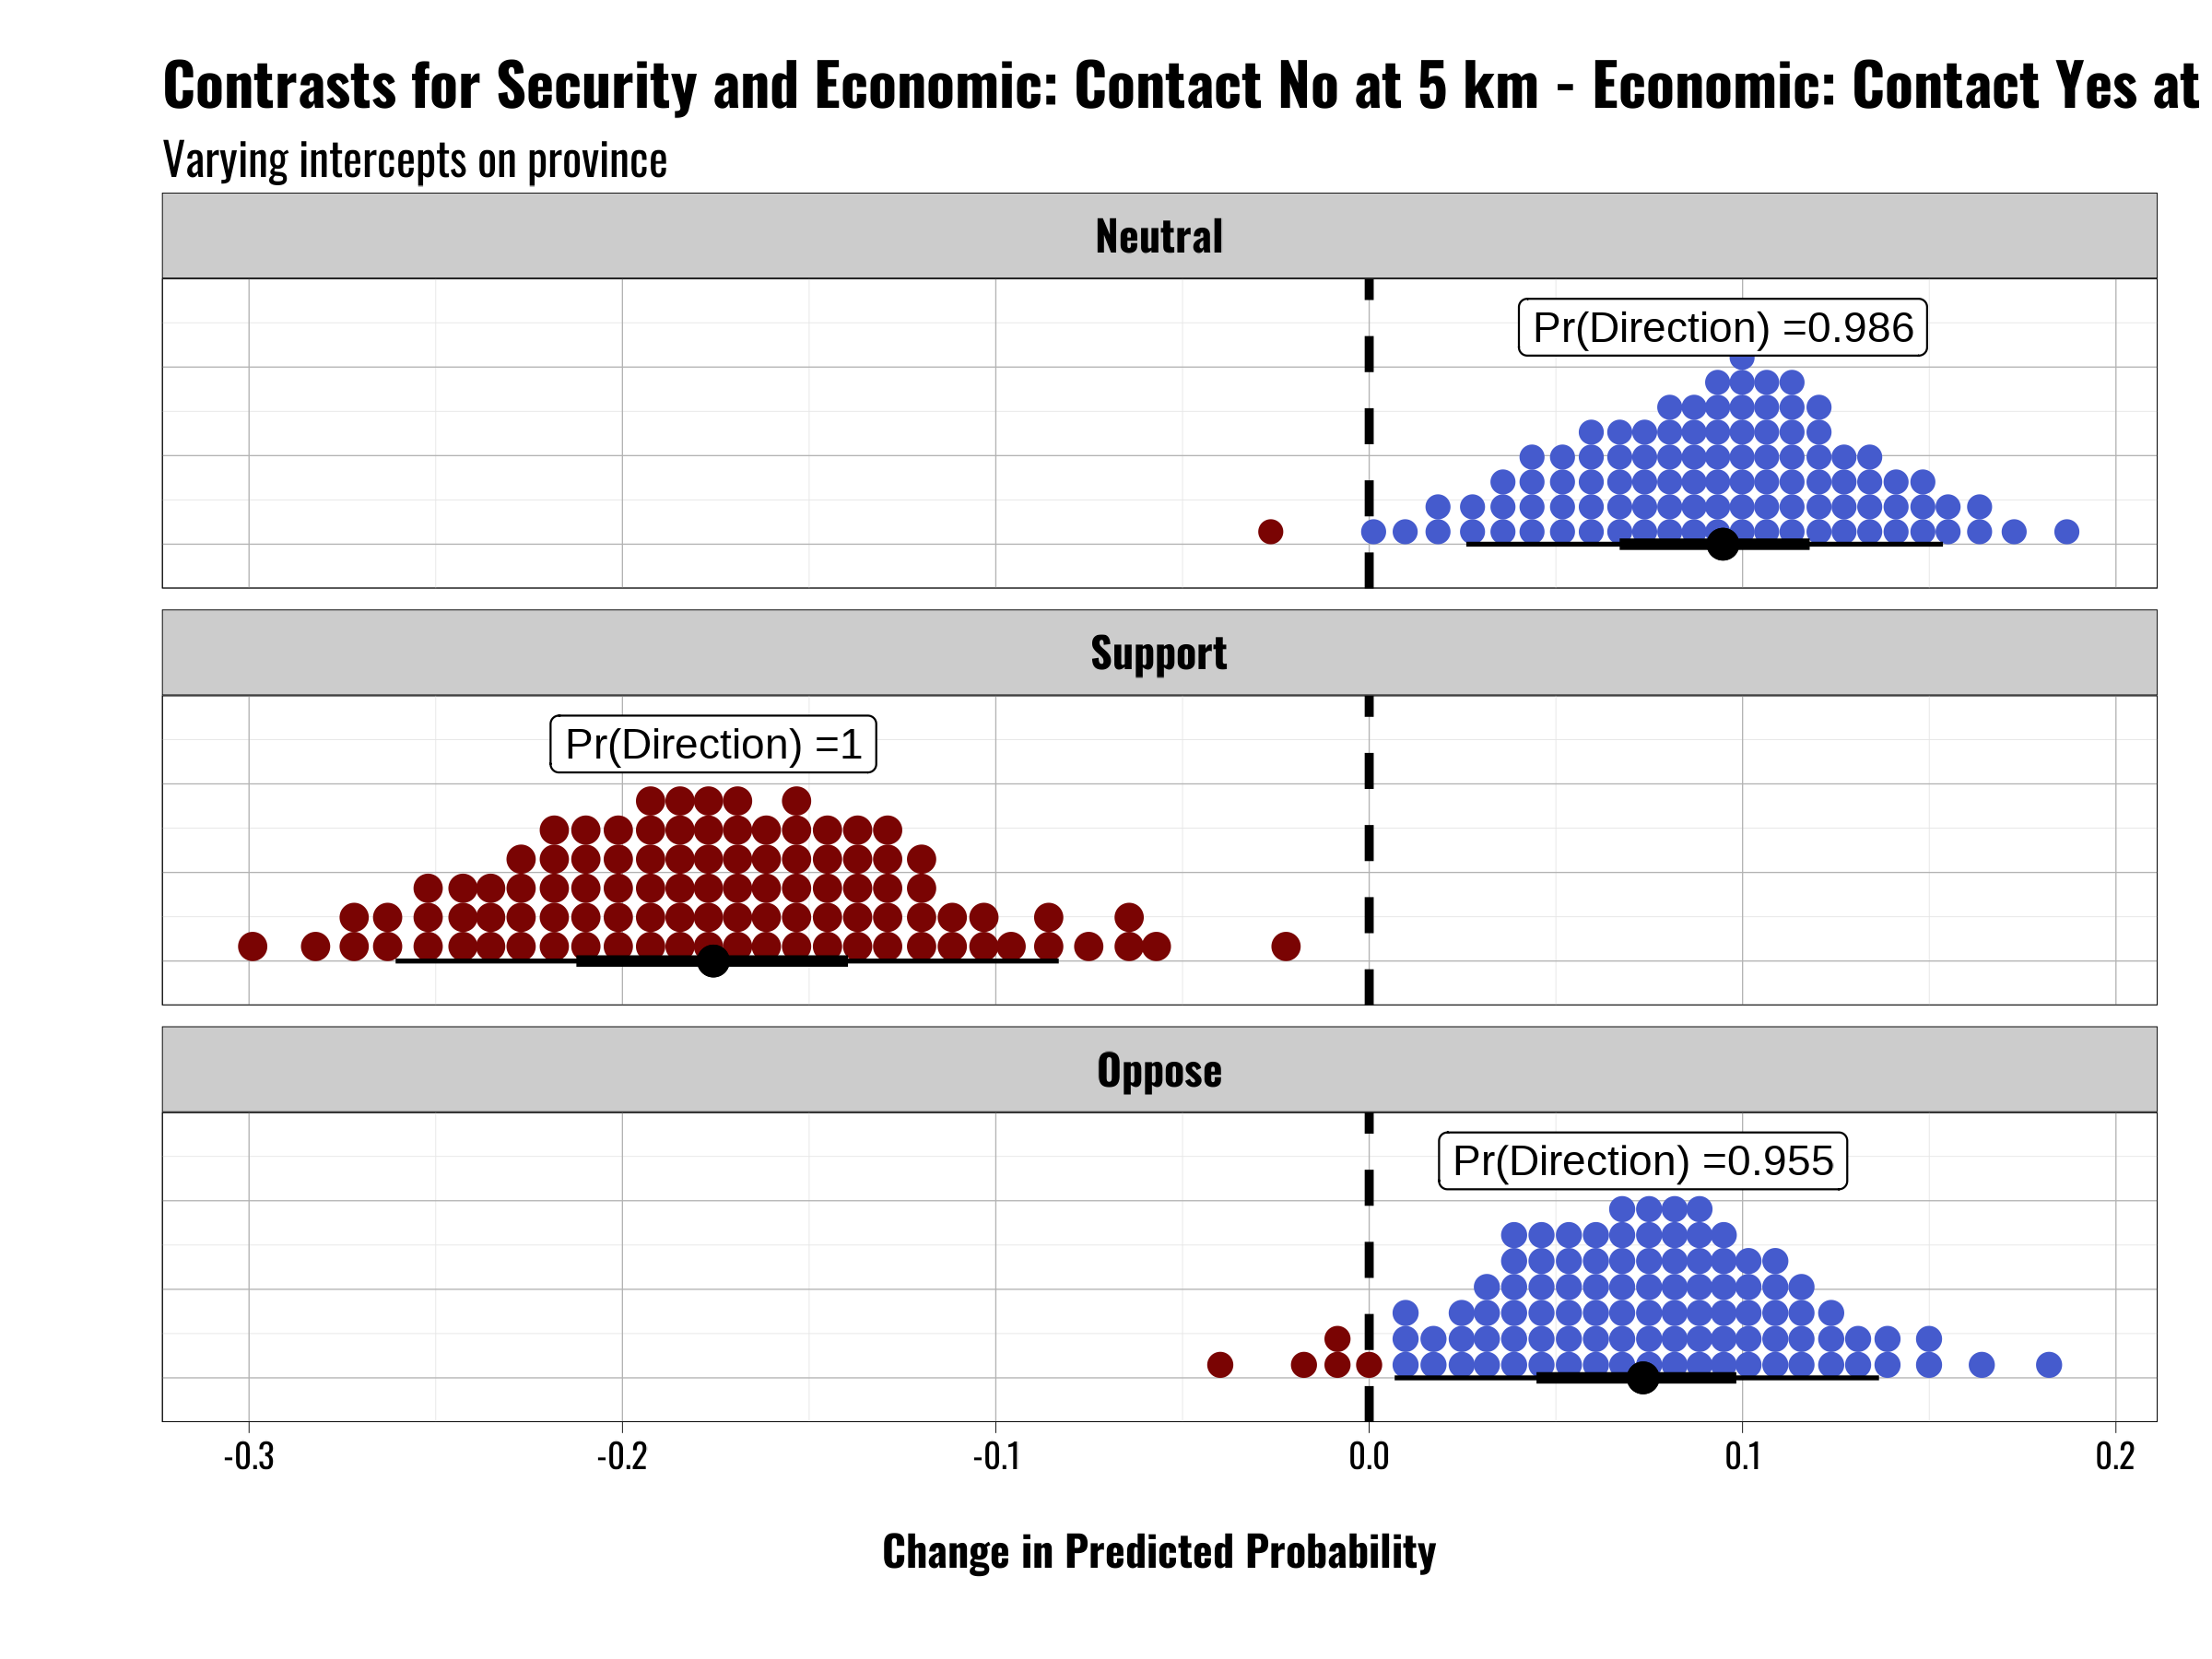 Contrasts for Security and Economic: Contact No at 5 km - Economic: Contact Yes at
Varying intercepts on province
Neutral
Pr(Direction) =0.986
Support
Pr(Direction) =1
Oppose
Pr(Direction) =0.955
-0.3 -0.2 -0.1 0.0 0.1 0.2
Change in Predicted Probability